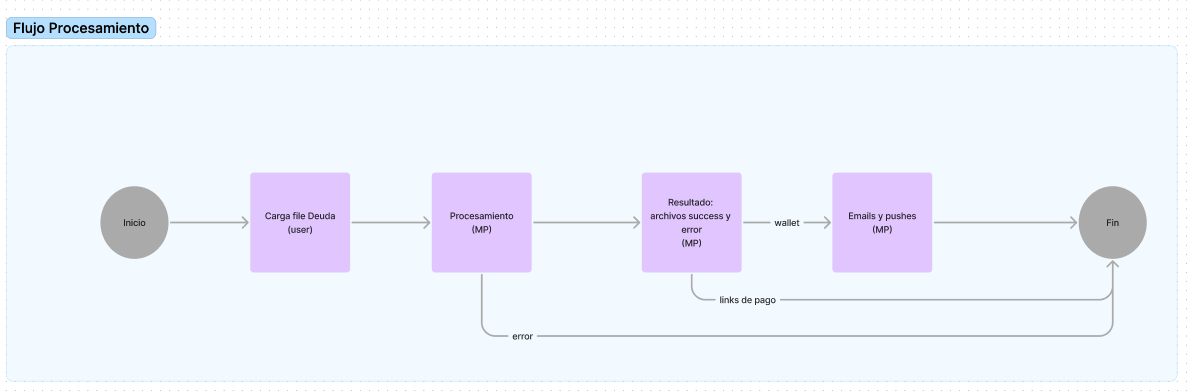 Flujo Procesamiento
Inicio
Carga file Deuda
(user)
Procesamiento
(MP)
Resultado:
archivos success y
error
(MP)
wallet
Emails y pushes
(MP)
Fin
links de pago
error